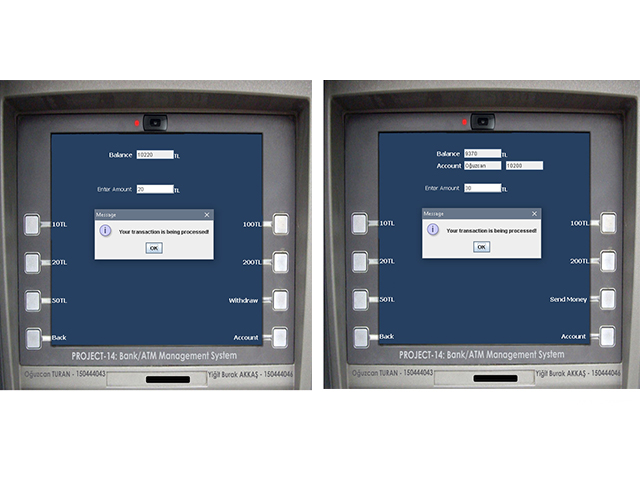 Balance 10220 TL
Enter Amount 20 TL
Message
Your transaction is being processed!
OK
10TL 100TL
20TL 200TL
50TL Withdraw
Back Account
PROJECT-14: Bank/ATM Management System
Oğuzcan TURAN - 150444043 Yiğit Burak AKKAŞ - 150444046
Balance 9370 TL
Account Oğuzcan 10200
Enter Amount 30 TL
Message
Your transaction is being processed!
OK
10TL 100TL
20TL 200TL
50TL Send Money
Back Account
PROJECT-14: Bank/ATM Management System
Oğuzcan TURAN - 150444043 Yiğit Burak AKKAŞ - 150444046